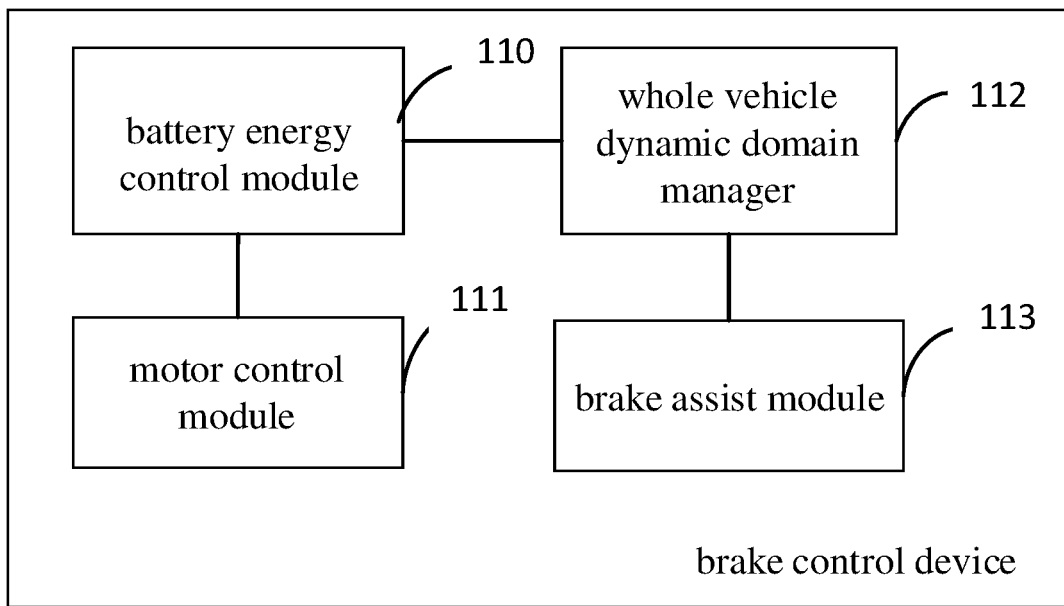 110
battery energy
control module
whole vehicle
dynamic domain
manager
112
111
motor control
module
113
brake assist module
brake control device